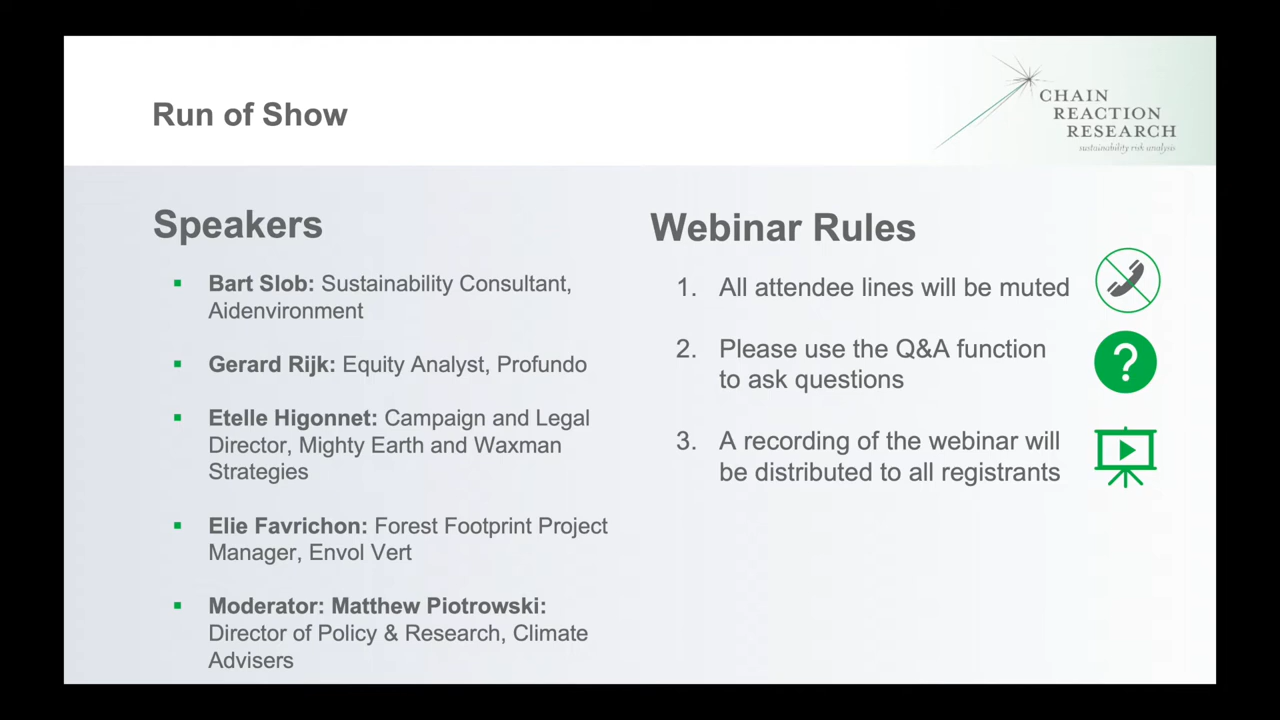 Run of Show
CHAIN
REACTION
RESEARCH
sustainability risk analysis
Speakers
Bart Slob: Sustainability Consultant,
Aidenvironment
Gerard Rijk: Equity Analyst, Profundo
Etelle Higonnet: Campaign and Legal
Director, Mighty Earth and Waxman
Strategies
Elie Favrichon: Forest Footprint Project
Manager, Envol Vert
Moderator: Matthew Piotrowski:
Director of Policy & Research, Climate
Advisers
Webinar Rules
1. All attendee lines will be muted
2. Please use the Q&A function
to ask questions
?
3. A recording of the webinar will
be distributed to all registrants